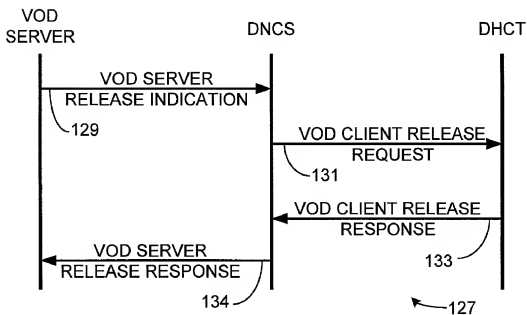 VOD
SERVER
DNCS
DHCT
VOD SERVER
RELEASE INDICATION
129
VOD CLIENT RELEASE
REQUEST
131
VOD CLIENT RELEASE
RESPONSE
133
VOD SERVER
RELEASE RESPONSE
134
127